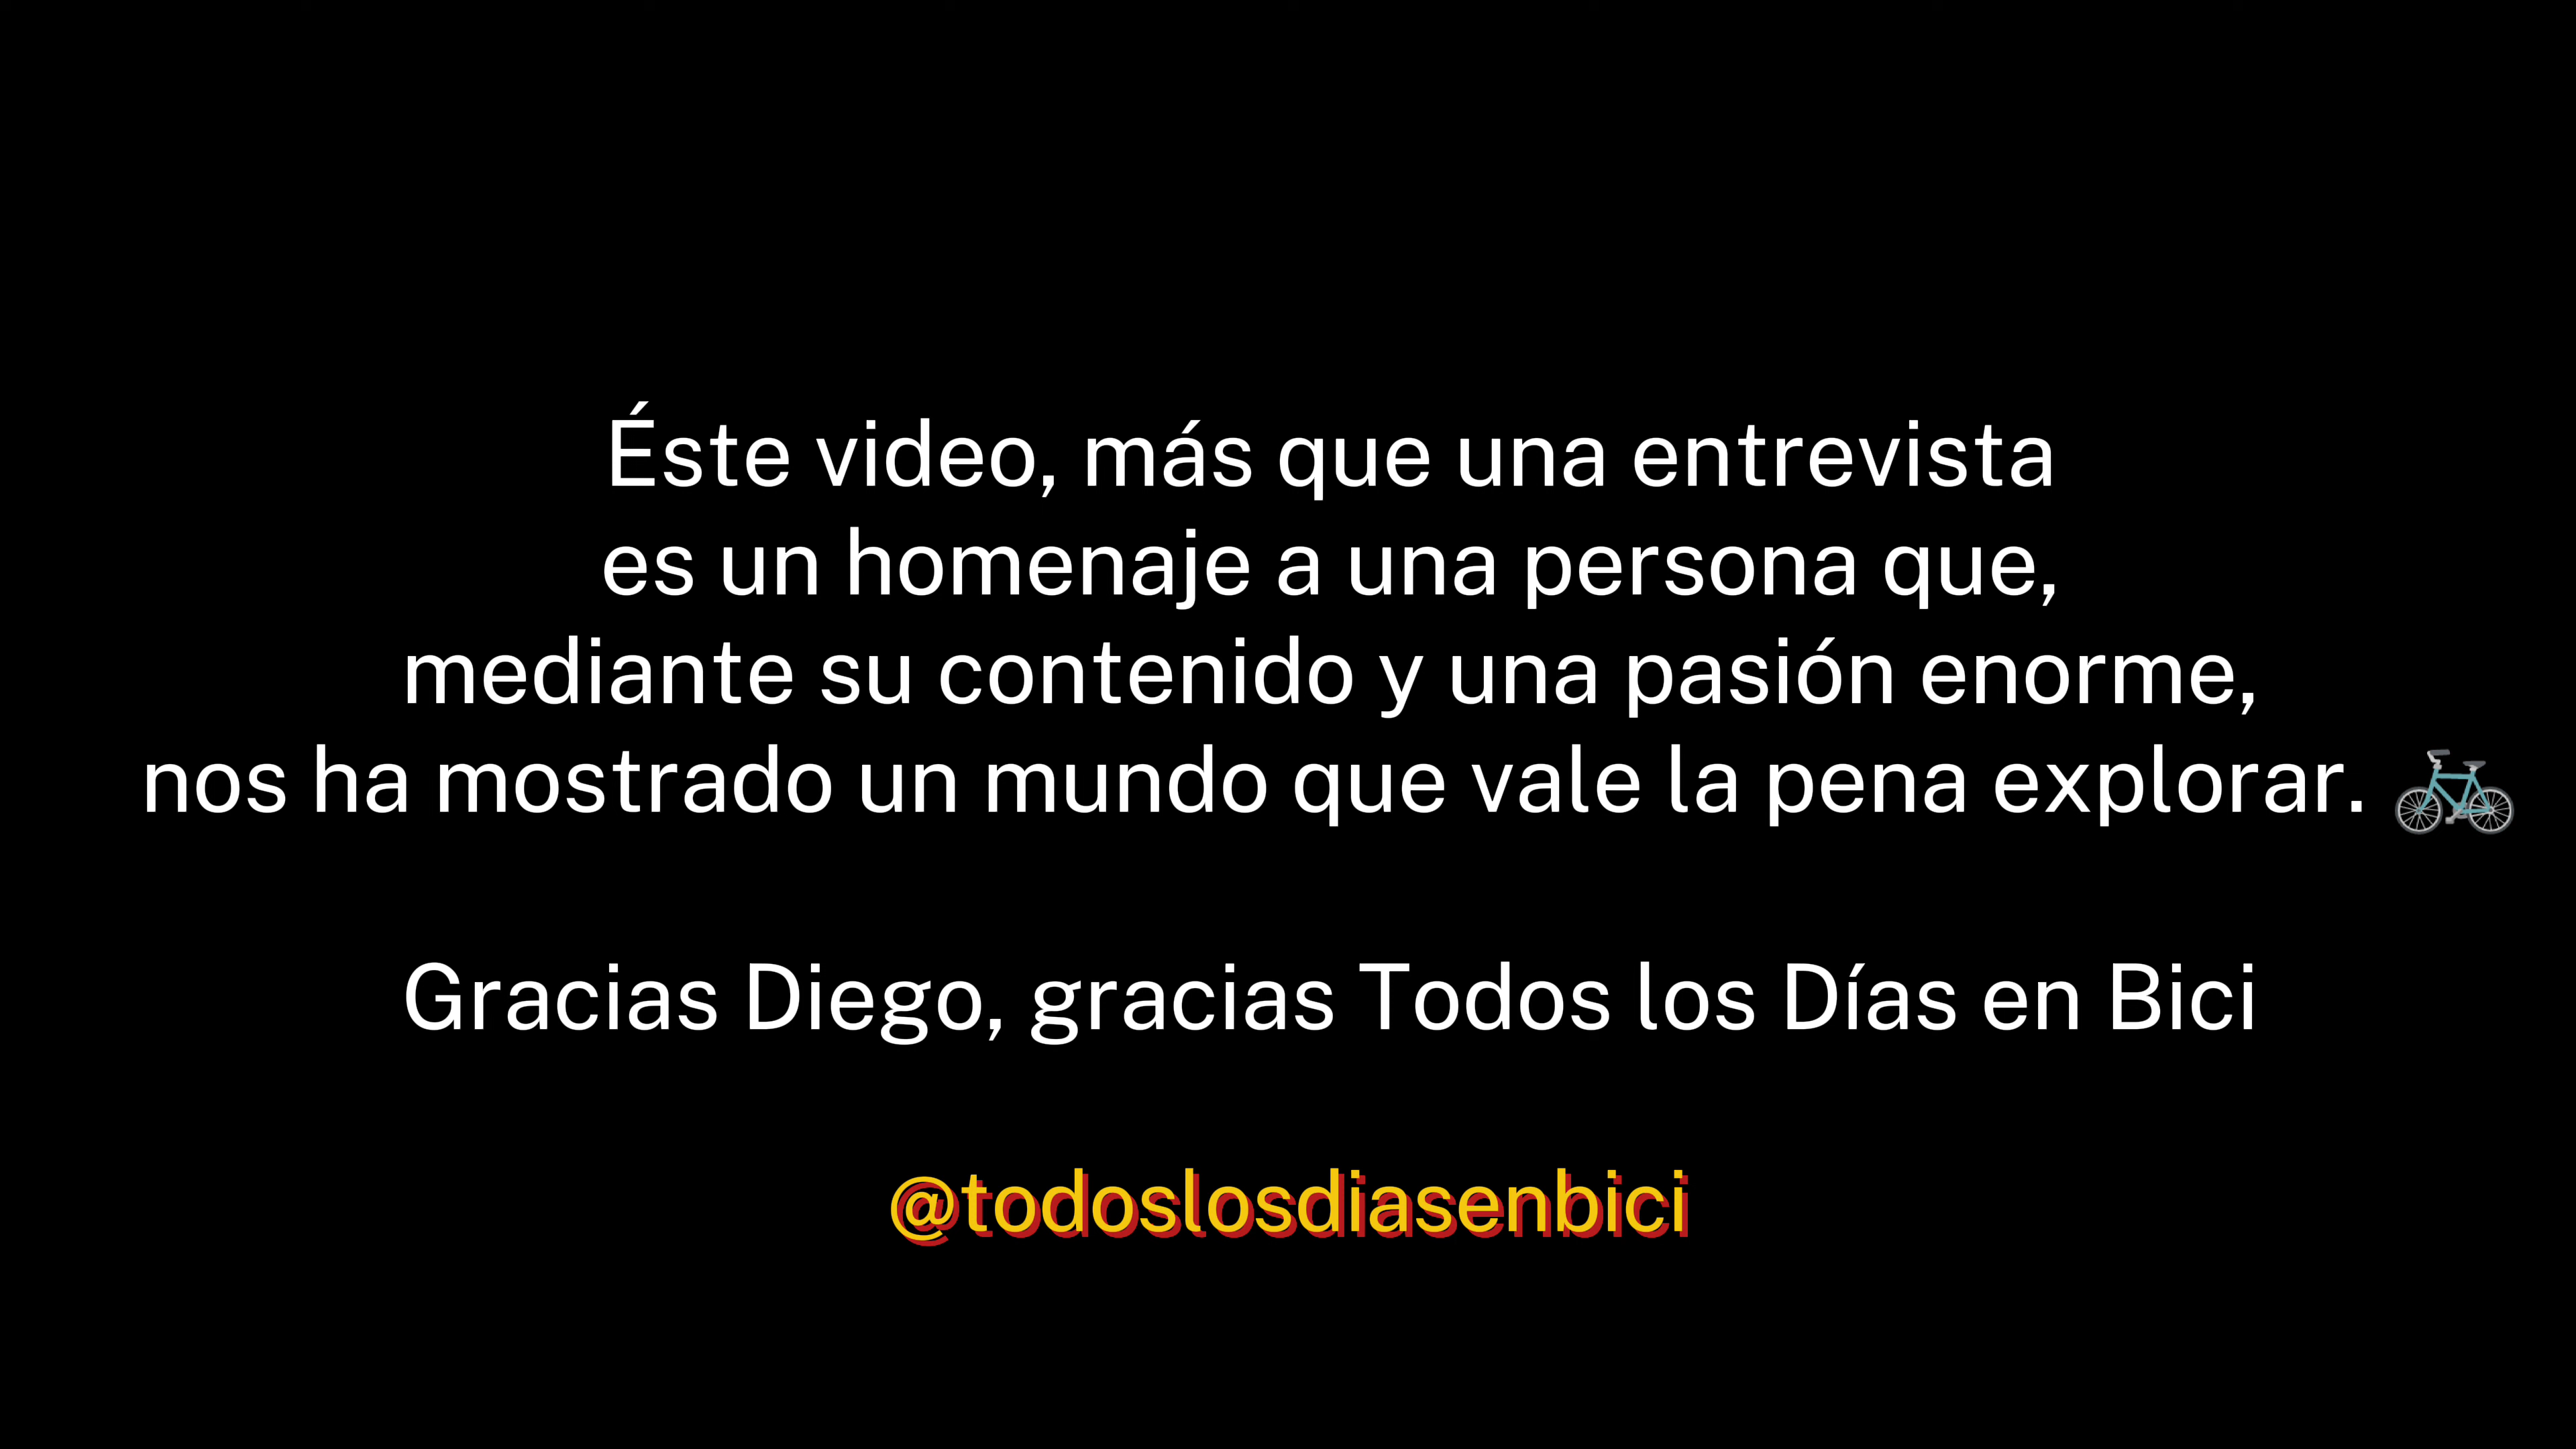 Éste video, más que una entrevista
es un homenaje a una persona que,
mediante su contenido y una pasión enorme,
nos ha mostrado un mundo que vale la pena explorar. 🚲
Gracias Diego, gracias Todos los Días en Bici
@todoslosdiasenbici